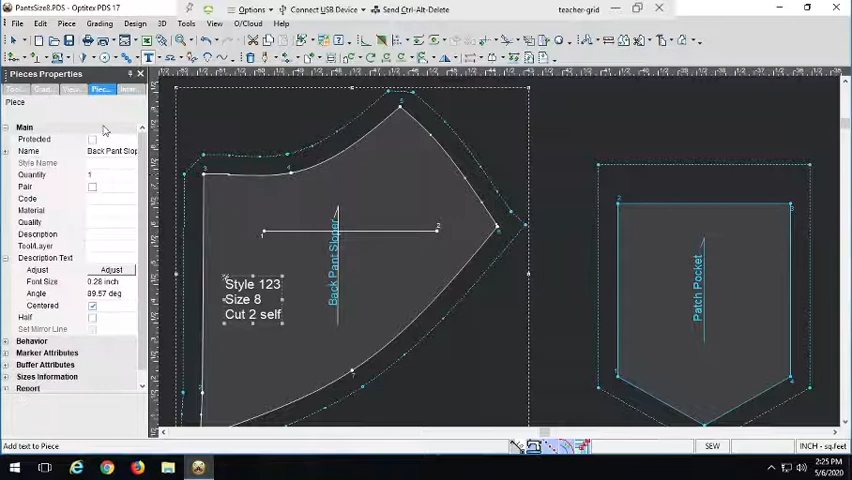 PantsSize8.PDS - Optitex PDS 17
Options
Connect USB Device
Send Ctrl-Alt-Delete
teacher-grid
File
Edit
Piece
Grading
Design
3D
Tools
View
O/Cloud
Help
Pieces Properties
Tool...
Grad...
Piec...
Piece
Main
Protected
Name Back Pant Slop
Style Name
Quantity 1
Pair
Code
Material
Quality
Description
Item/Layer
Description Text
Adjust Adjust
Font Size 0.28 inch
Angle 89.57 deg
Centered
Half
Set Mirror Line
Behavior
Marker Attributes
Buffer Attributes
Sizes Information
Report
Back Pant Sloper
Style 123
Size 8
Cut 2 self
Patch Pocket
Add text to Piece
SEW
INCH - sq.feet
2:25 PM
5/6/2020